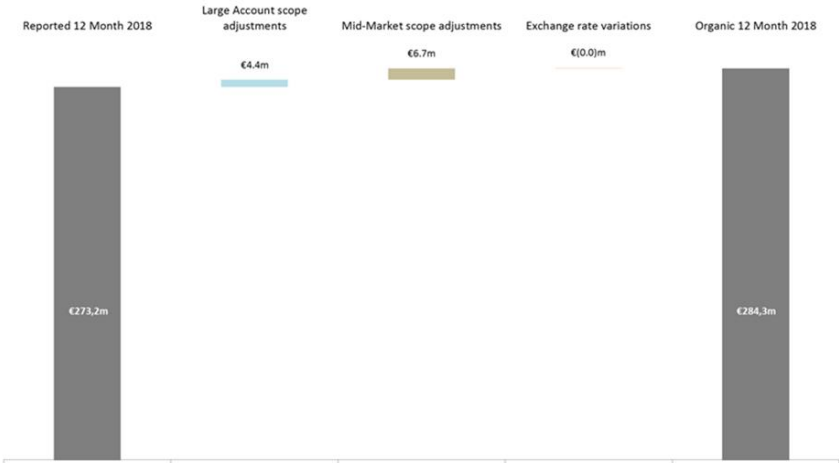 Reported 12 Month 2018
Large Account scope
adjustments
Mid-Market scope adjustments
Exchange rate variations
Organic 12 Month 2018
€4.4m
€6.7m
€(0.0)m
€273,2m
€284,3m